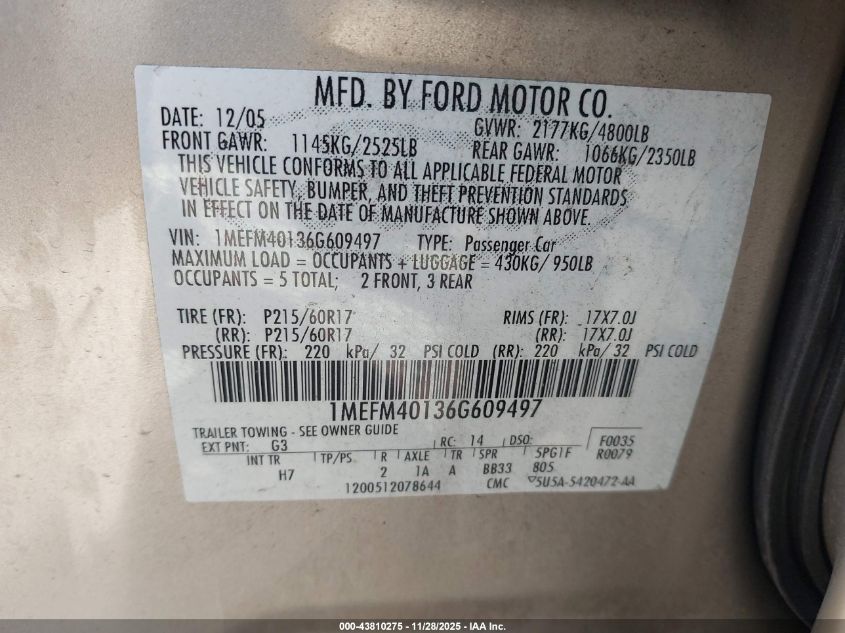 MFD. BY FORD MOTOR CO.
DATE: 12/05 GVWR: 2177KG/4800LB
FRONT GAWR: 1145KG/2525LB REAR GAWR: 1066KG/2350LB
THIS VEHICLE CONFORMS TO ALL APPLICABLE FEDERAL MOTOR
VEHICLE SAFETY, BUMPER, AND THEFT PREVENTION STANDARDS
IN EFFECT ON THE DATE OF MANUFACTURE SHOWN ABOVE.
VIN: 1MEFM40136G609497 TYPE: Passenger Car
MAXIMUM LOAD = OCCUPANTS + LUGGAGE = 430KG/ 950LB
OCCUPANTS = 5 TOTAL; 2 FRONT, 3 REAR
TIRE (FR): P215/60R17 RIMS (FR): 17X7.0J
(RR): P215/60R17 (RR): 17X7.0J
PRESSURE (FR): 220 kPa/ 32 PSI COLD (RR): 220 kPa/ 32 PSI COLD
1MEFM40136G609497
TRAILER TOWING - SEE OWNER GUIDE
EXT PNT: G3 RC: 14 DSO: F0035
INT TR TP/PS R AXLE TR SPR 5PG1F R0079
H7 2 1A A BB33 805
1200512078644 CMC 5U5A-5420472-AA
000-43810275 - 11/28/2025 - IAA Inc.